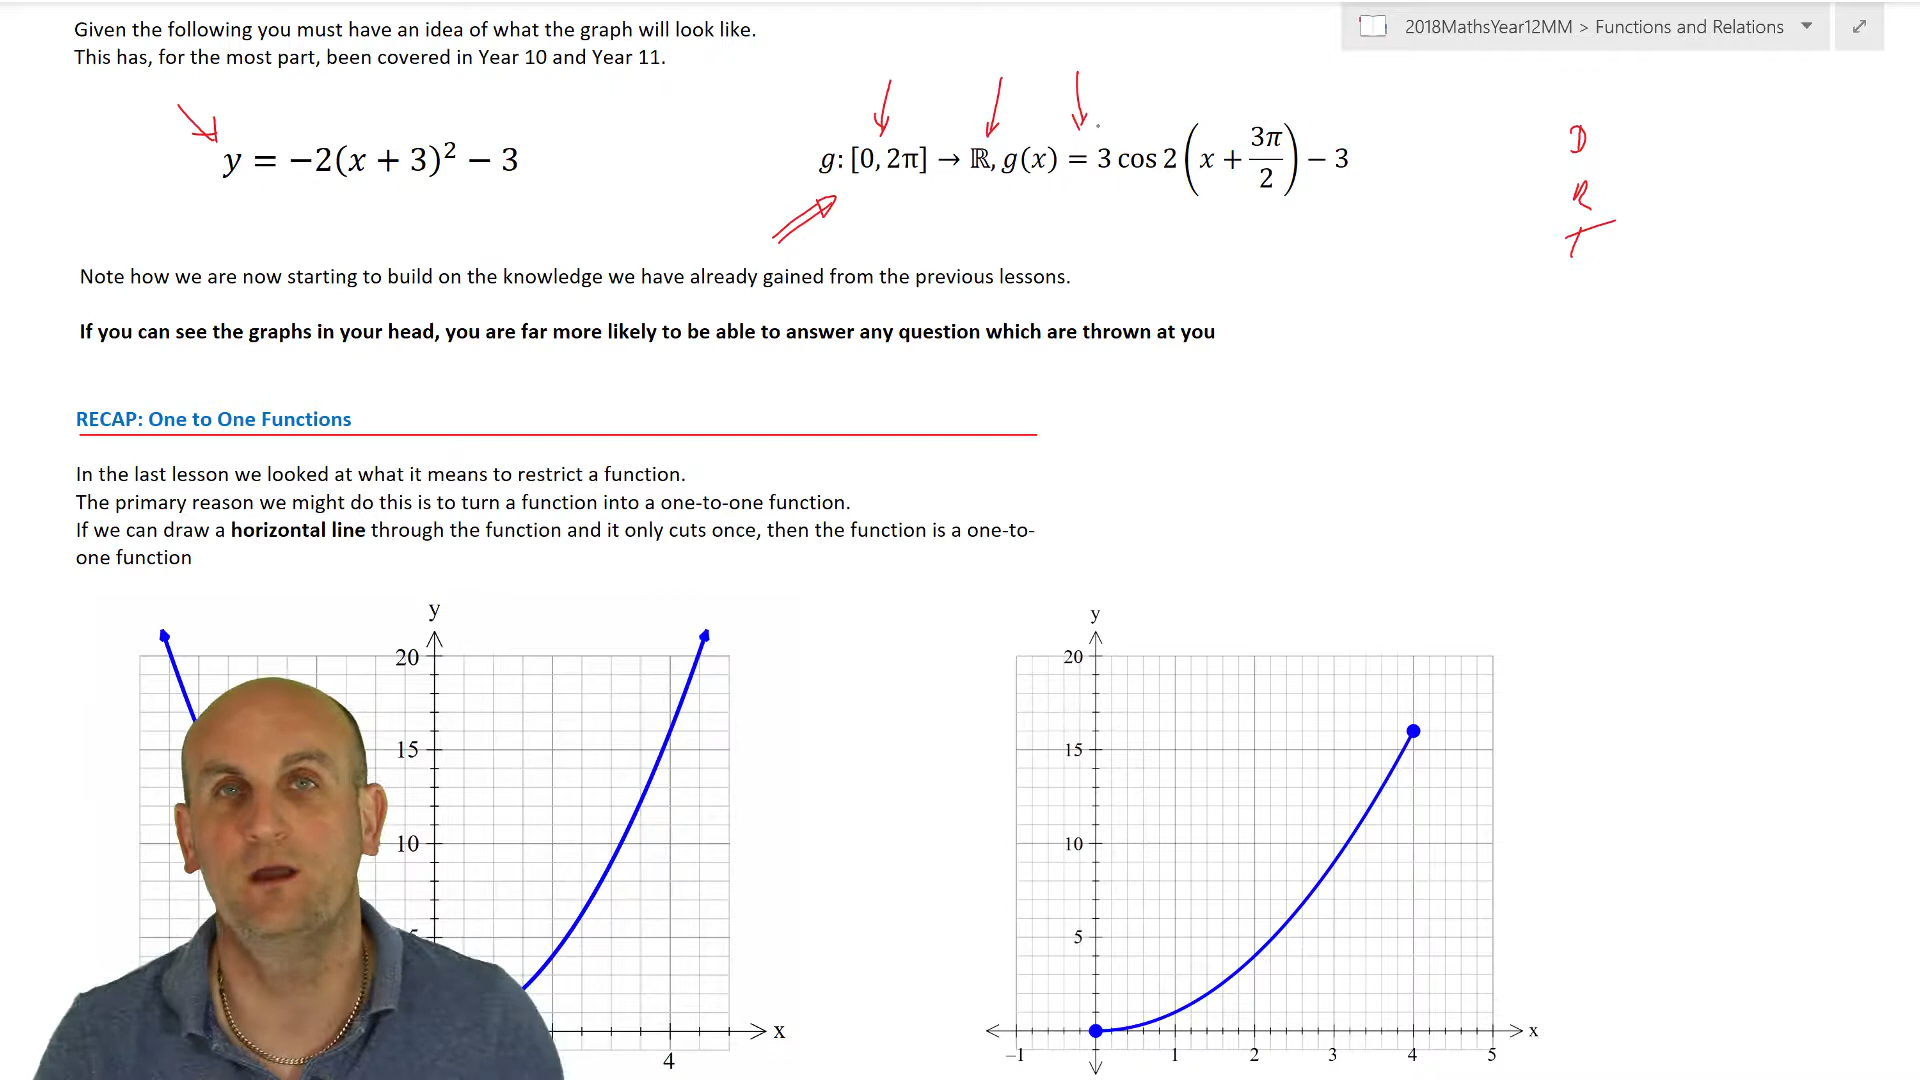 Given the following you must have an idea of what the graph will look like.
This has, for the most part, been covered in Year 10 and Year 11.
2018MathsYear12MM > Functions and Relations
y = −2(x + 3)² − 3
g: [0, 2π] → ℝ, g(x) = 3 cos 2(x + 3π/2) − 3
D
R
T
Note how we are now starting to build on the knowledge we have already gained from the previous lessons.
If you can see the graphs in your head, you are far more likely to be able to answer any question which are thrown at you
RECAP: One to One Functions
In the last lesson we looked at what it means to restrict a function.
The primary reason we might do this is to turn a function into a one-to-one function.
If we can draw a horizontal line through the function and it only cuts once, then the function is a one-to-
one function
y
20
15
10
x
4
y
20
15
10
5
x
−1
1
2
3
4
5